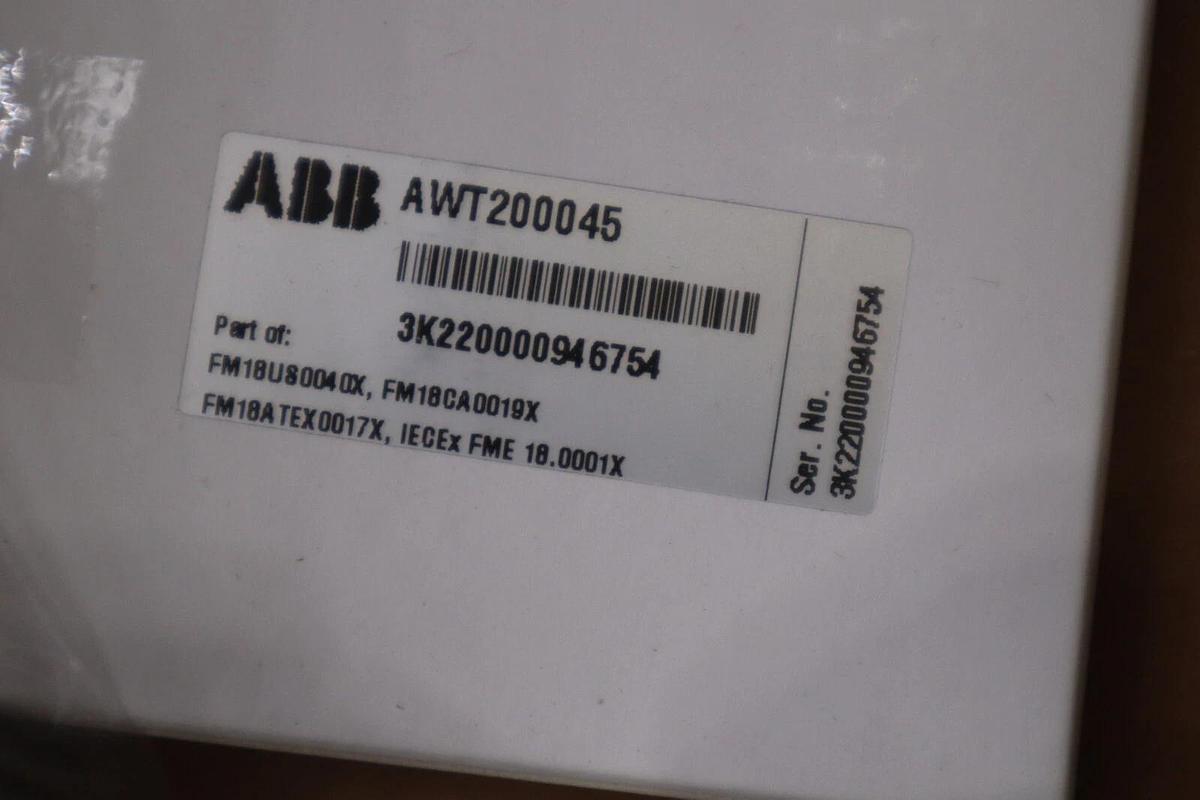 ABB AWT200045
3K220000946754
Part of:
FM18US0040X, FM18CA0019X
FM18ATEX0017X, IECEx FME 18.0001X
Ser. No.
3K220000946754